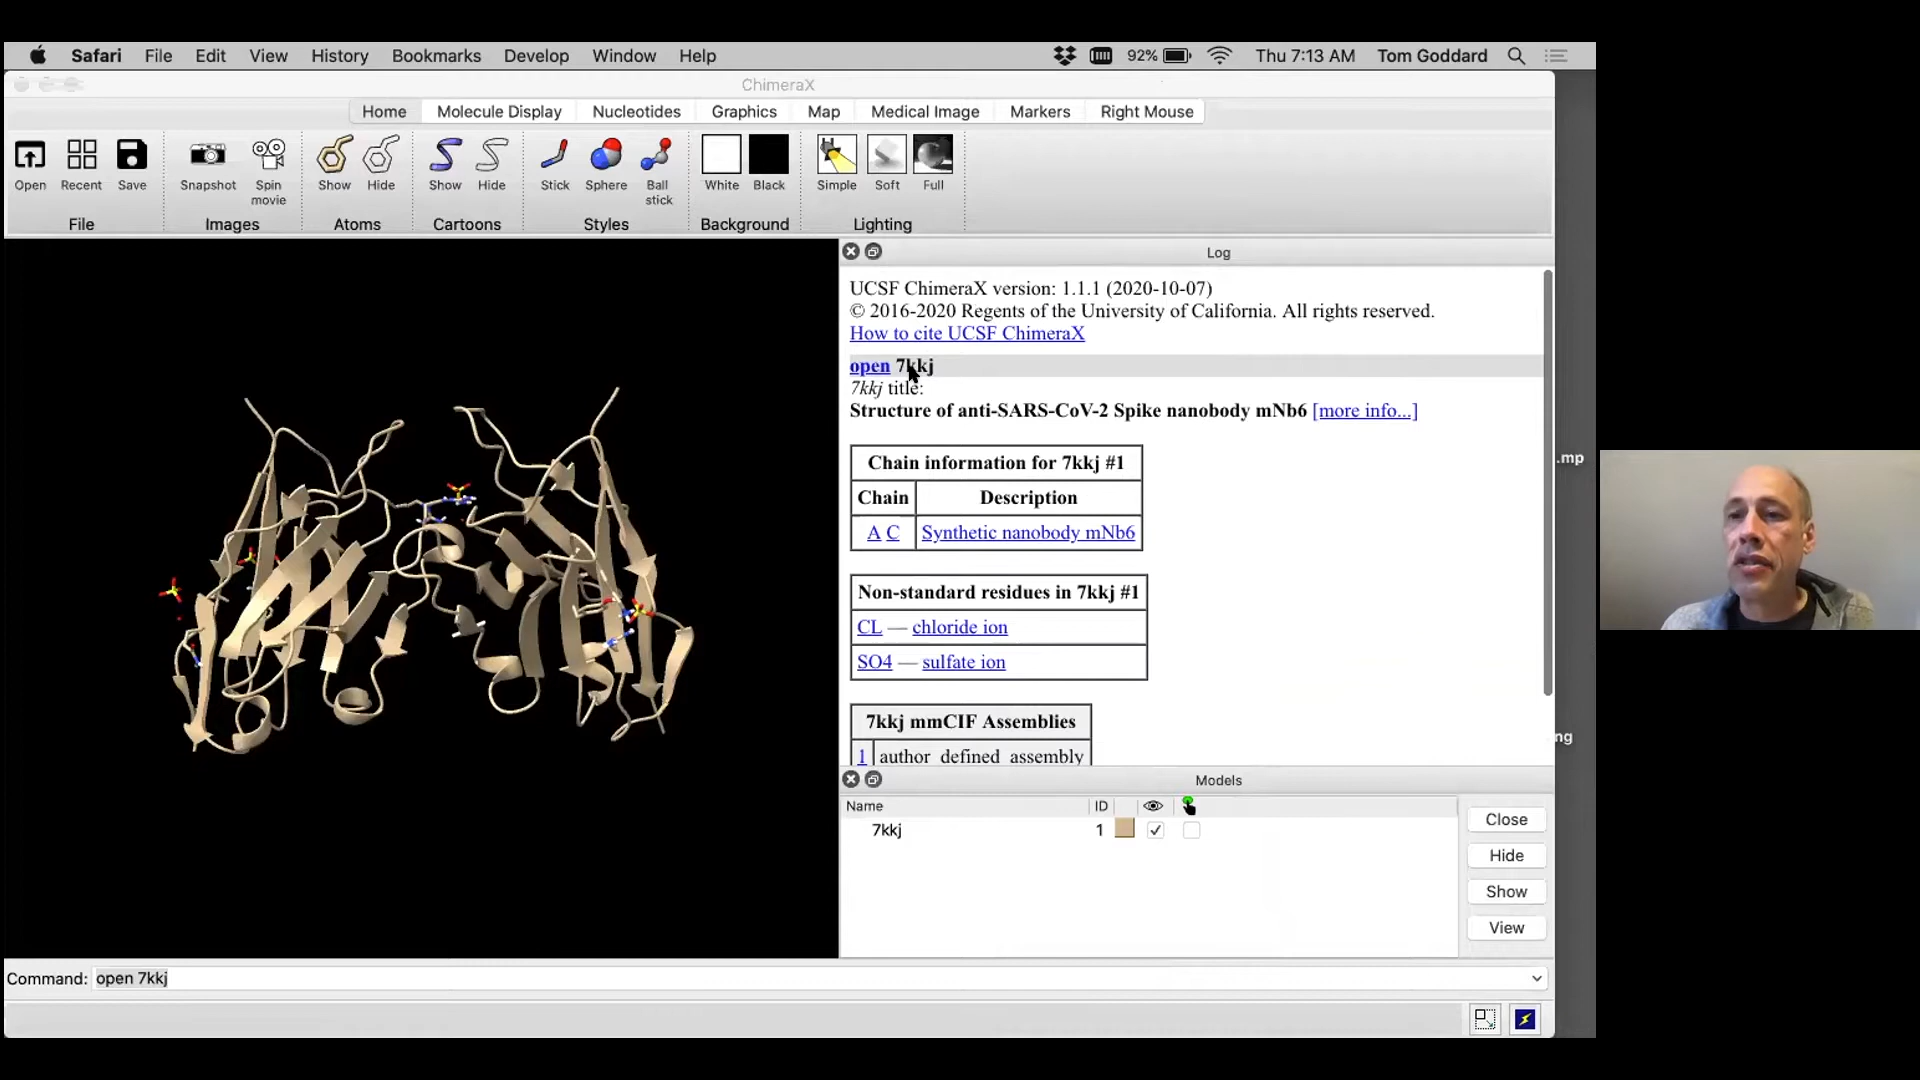 Safari File Edit View History Bookmarks Develop Window Help 92% Thu 7:13 AM Tom Goddard
ChimeraX
Home Molecule Display Nucleotides Graphics Map Medical Image Markers Right Mouse
Open Recent Save Snapshot Spin movie Show Hide Show Hide Stick Sphere Ball stick White Black Simple Soft Full
File Images Atoms Cartoons Styles Background Lighting
Log
UCSF ChimeraX version: 1.1.1 (2020-10-07)
© 2016-2020 Regents of the University of California. All rights reserved.
How to cite UCSF ChimeraX
open 7kkj
7kkj title:
Structure of anti-SARS-CoV-2 Spike nanobody mNb6 [more info...]
Chain information for 7kkj #1
Chain Description
A C Synthetic nanobody mNb6
Non-standard residues in 7kkj #1
CL — chloride ion
SO4 — sulfate ion
7kkj mmCIF Assemblies
1 author_defined_assembly
.mp
ng
Models
Name ID
7kkj 1
Close
Hide
Show
View
Command: open 7kkj